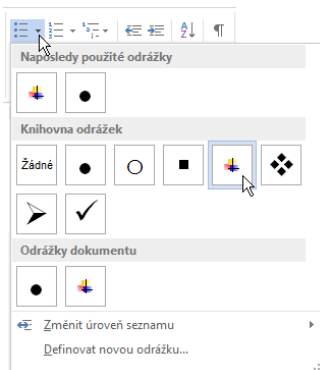 Naposledy použité odrážky
Knihovna odrážek
Žádné
Odrážky dokumentu
Změnit úroveň seznamu
Definovat novou odrážku...